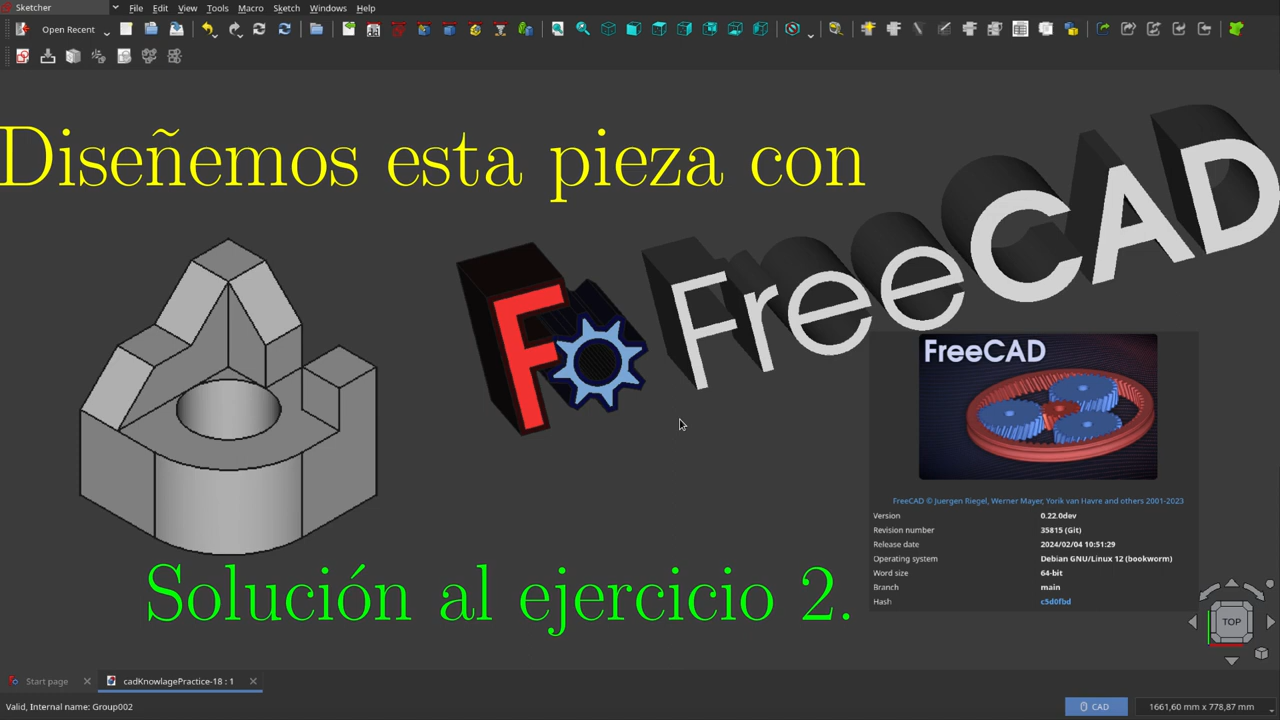 Sketcher
File Edit View Tools Macro Sketch Windows Help
Open Recent
Diseñemos esta pieza con
FreeCAD
F
FreeCAD
FreeCAD © Juergen Riegel, Werner Mayer, Yorik van Havre and others 2001-2023
Version 0.22.0dev
Revision number 35815 (Git)
Release date 2024/02/04 10:51:29
Operating system Debian GNU/Linux 12 (bookworm)
Word size 64-bit
Branch main
Hash c5d0fbd
Solución al ejercicio 2.
TOP
Start page
cadKnowlagePractice-18 : 1
Valid, Internal name: Group002
CAD
1661,60 mm x 778,87 mm